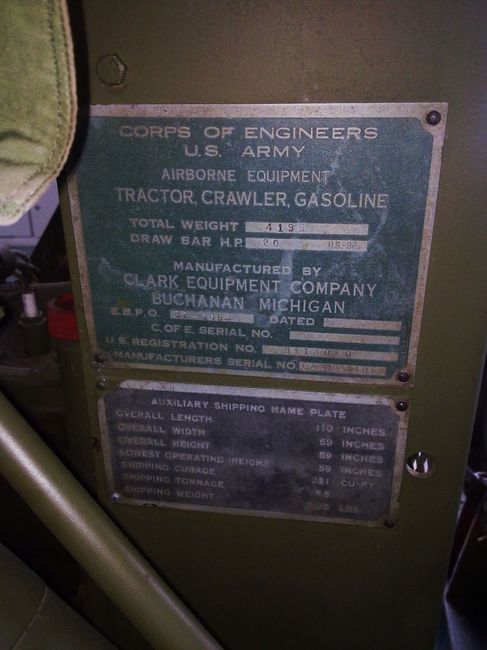 CORPS OF ENGINEERS
U.S. ARMY
AIRBORNE EQUIPMENT
TRACTOR, CRAWLER, GASOLINE
TOTAL WEIGHT 4195
DRAW BAR H.P. 20
MANUFACTURED BY
CLARK EQUIPMENT COMPANY
BUCHANAN MICHIGAN
E.B.P.O. DATED
C. OF E. SERIAL NO.
U.S. REGISTRATION NO.
MANUFACTURERS SERIAL NO.
AUXILIARY SHIPPING NAME PLATE
OVERALL LENGTH 110 INCHES
OVERALL WIDTH 59 INCHES
OVERALL HEIGHT 59 INCHES
LOWEST OPERATING HEIGHT 59 INCHES
SHIPPING CUBAGE 221 CU.FT
SHIPPING TONNAGE
SHIPPING WEIGHT LBS.